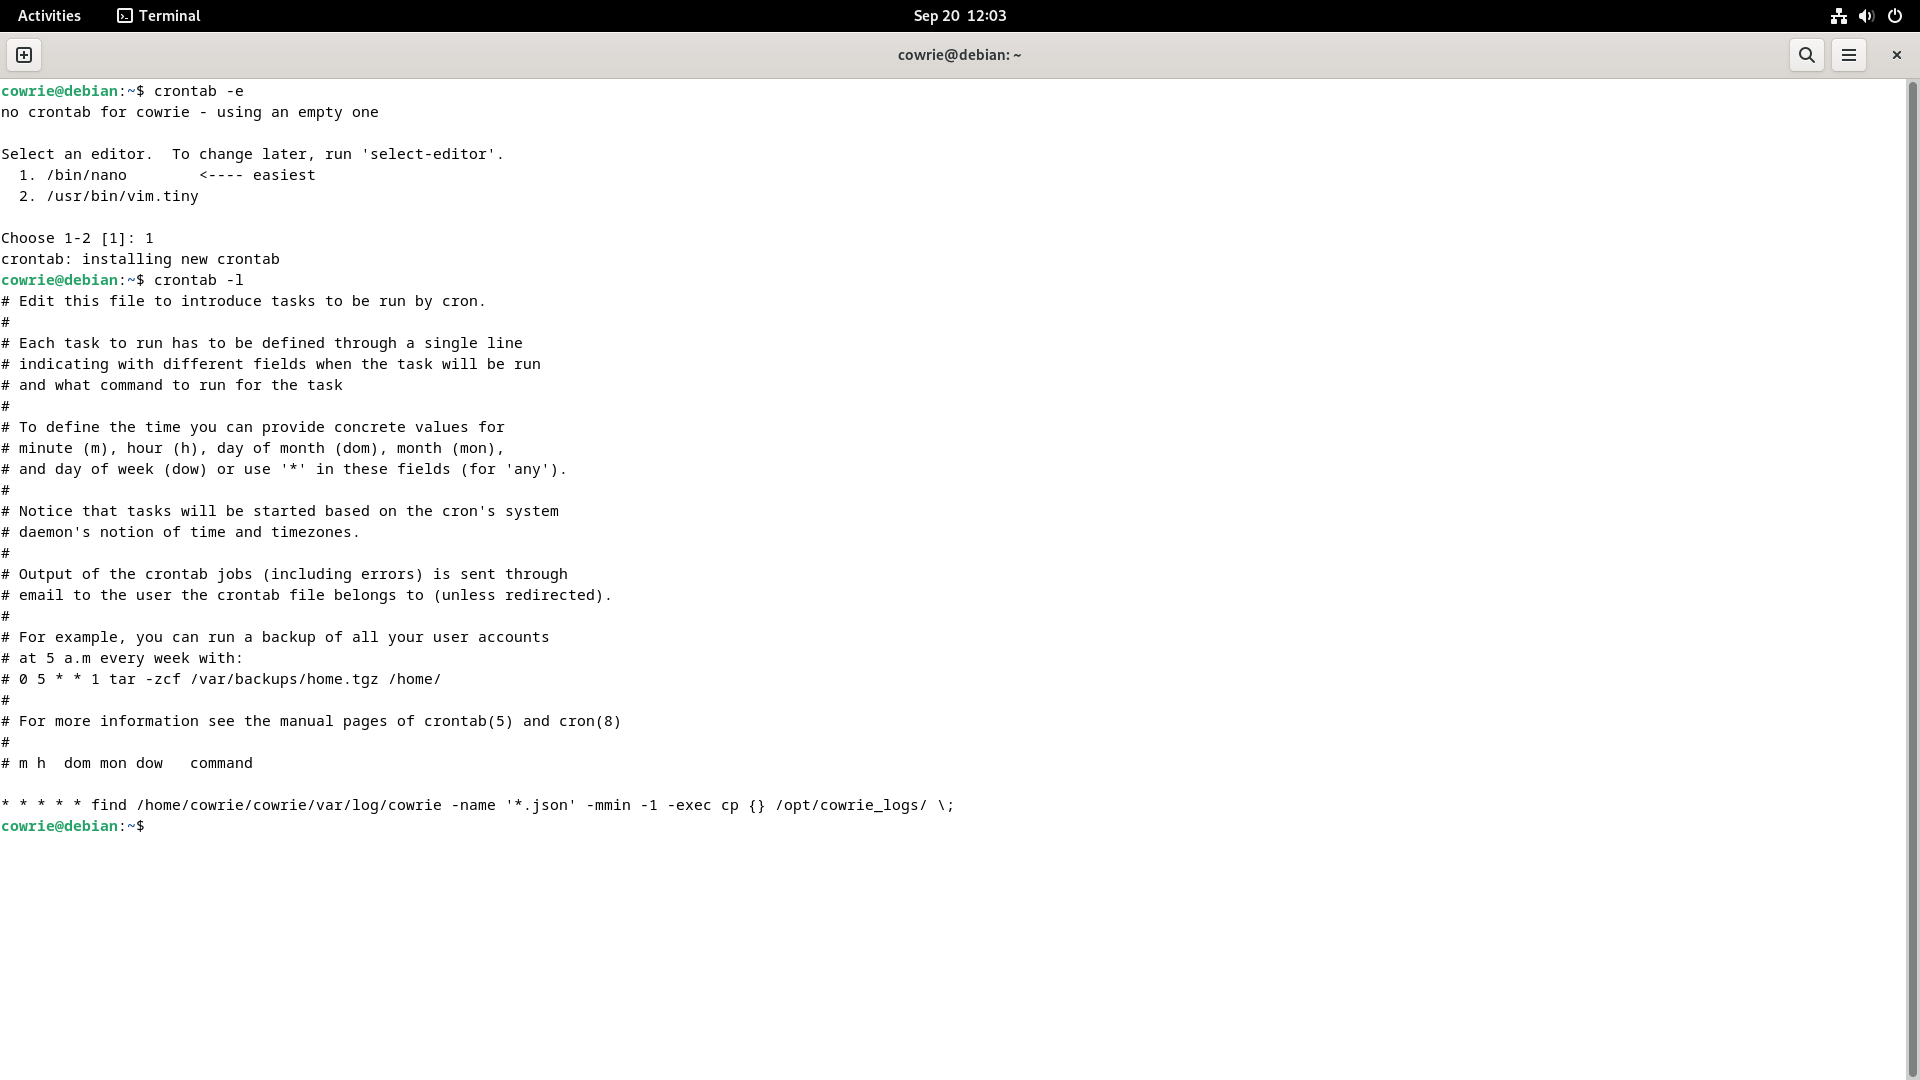 Activities Terminal Sep 20 12:03
cowrie@debian: ~
cowrie@debian:~$ crontab -e
no crontab for cowrie - using an empty one
Select an editor.  To change later, run 'select-editor'.
  1. /bin/nano        <---- easiest
  2. /usr/bin/vim.tiny
Choose 1-2 [1]: 1
crontab: installing new crontab
cowrie@debian:~$ crontab -l
# Edit this file to introduce tasks to be run by cron.
#
# Each task to run has to be defined through a single line
# indicating with different fields when the task will be run
# and what command to run for the task
#
# To define the time you can provide concrete values for
# minute (m), hour (h), day of month (dom), month (mon),
# and day of week (dow) or use '*' in these fields (for 'any').
#
# Notice that tasks will be started based on the cron's system
# daemon's notion of time and timezones.
#
# Output of the crontab jobs (including errors) is sent through
# email to the user the crontab file belongs to (unless redirected).
#
# For example, you can run a backup of all your user accounts
# at 5 a.m every week with:
# 0 5 * * 1 tar -zcf /var/backups/home.tgz /home/
#
# For more information see the manual pages of crontab(5) and cron(8)
#
# m h  dom mon dow   command
* * * * * find /home/cowrie/cowrie/var/log/cowrie -name '*.json' -mmin -1 -exec cp {} /opt/cowrie_logs/ \;
cowrie@debian:~$